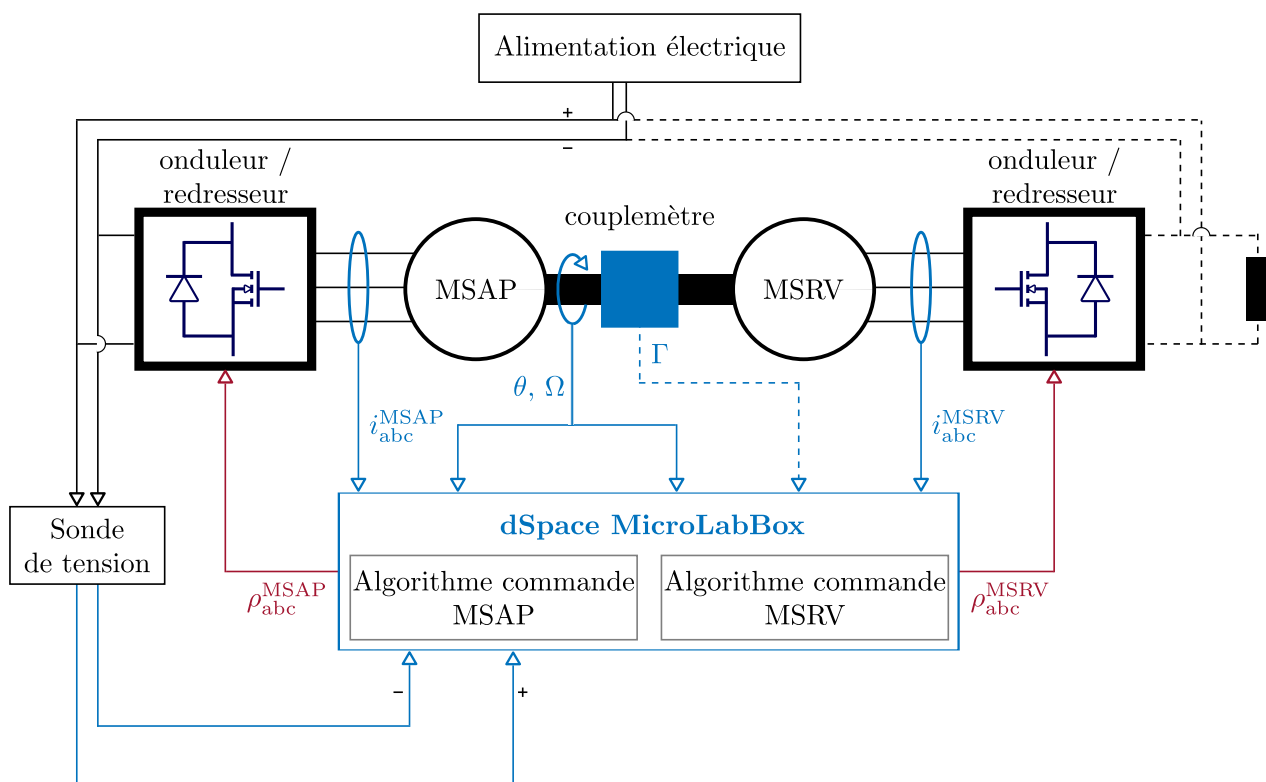 Alimentation électrique
+
−
onduleur /
redresseur
onduleur /
redresseur
couplemètre
MSAP
MSRV
Γ
θ, Ω
i_abc^MSAP
i_abc^MSRV
dSpace MicroLabBox
Sonde
de tension
Algorithme commande
MSAP
Algorithme commande
MSRV
ρ_abc^MSAP
ρ_abc^MSRV
−
+